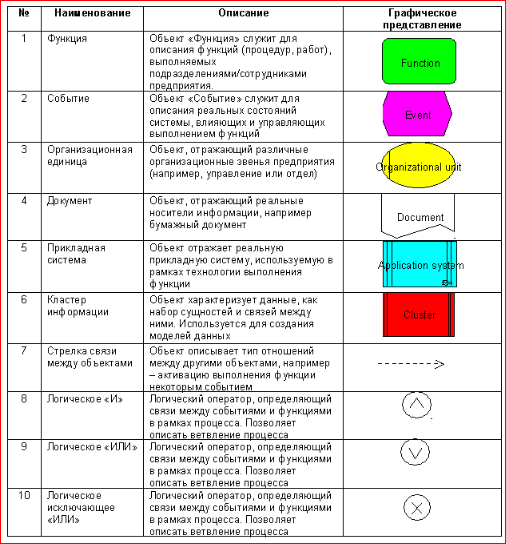 № Наименование Описание Графическое
представление
1 Функция Объект «Функция» служит для
описания функций (процедур, работ),
выполняемых
подразделениями/сотрудниками
предприятия.
Function
2 Событие Объект «Событие» служит для
описания реальных состояний
системы, влияющих и управляющих
выполнением функций
Event
3 Организационная
единица
Объект, отражающий различные
организационные звенья предприятия
(например, управление или отдел)
Organizational unit
4 Документ Объект, отражающий реальные
носители информации, например
бумажный документ
Document
5 Прикладная
система
Объект отражает реальную
прикладную систему, используемую в
рамках технологии выполнения
функции
Application system
6 Кластер
информации
Объект характеризует данные, как
набор сущностей и связей между
ними. Используется для создания
моделей данных
Cluster
7 Стрелка связи
между объектами
Объект описывает тип отношений
между другими объектами, например
– активацию выполнения функции
некоторым событием
8 Логическое «И» Логический оператор, определяющий
связи между событиями и функциями
в рамках процесса. Позволяет
описать ветвление процесса
9 Логическое «ИЛИ» Логический оператор, определяющий
связи между событиями и функциями
в рамках процесса. Позволяет
описать ветвление процесса
10 Логическое
исключающее
«ИЛИ»
Логический оператор, определяющий
связи между событиями и функциями
в рамках процесса. Позволяет
описать ветвление процесса